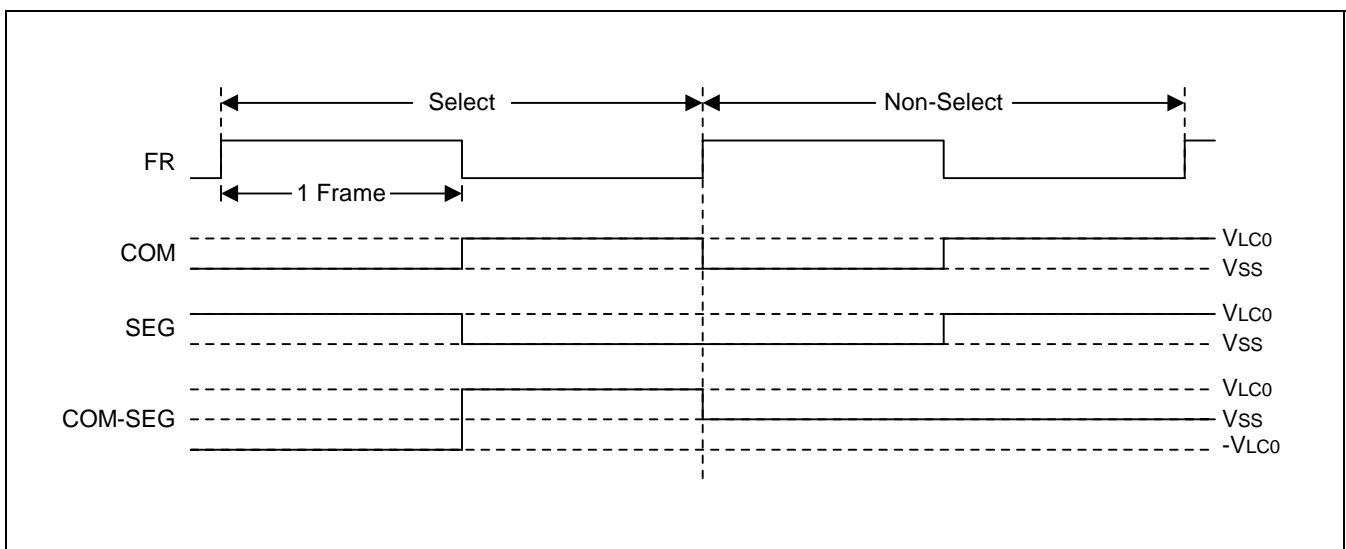 Select
Non-Select
FR
1 Frame
COM
VLC0
VSS
SEG
VLC0
VSS
COM-SEG
VLC0
VSS
-VLC0